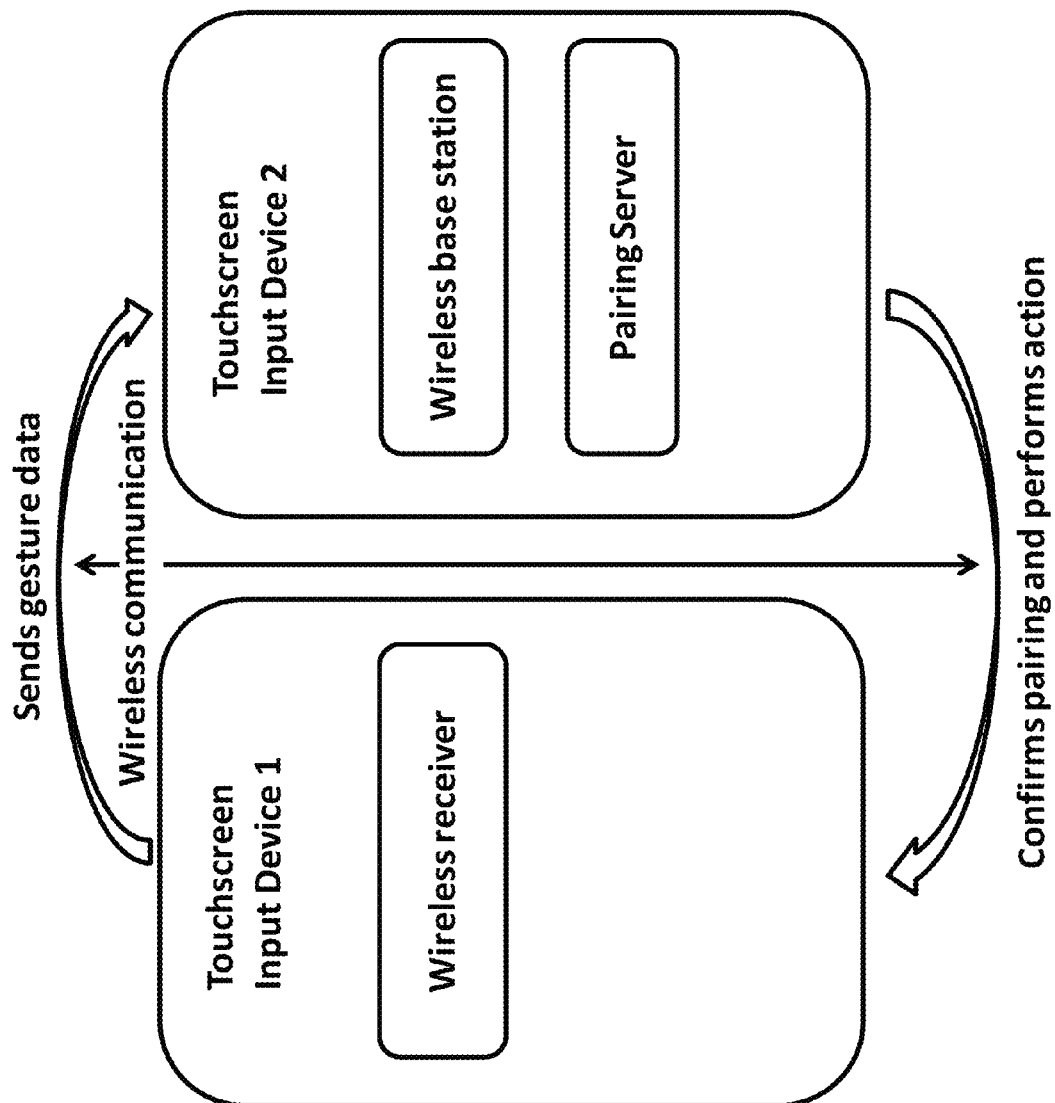 Sends gesture data
Wireless communication
Touchscreen
Input Device 1
Wireless receiver
Touchscreen
Input Device 2
Wireless base station
Pairing Server
Confirms pairing and performs action